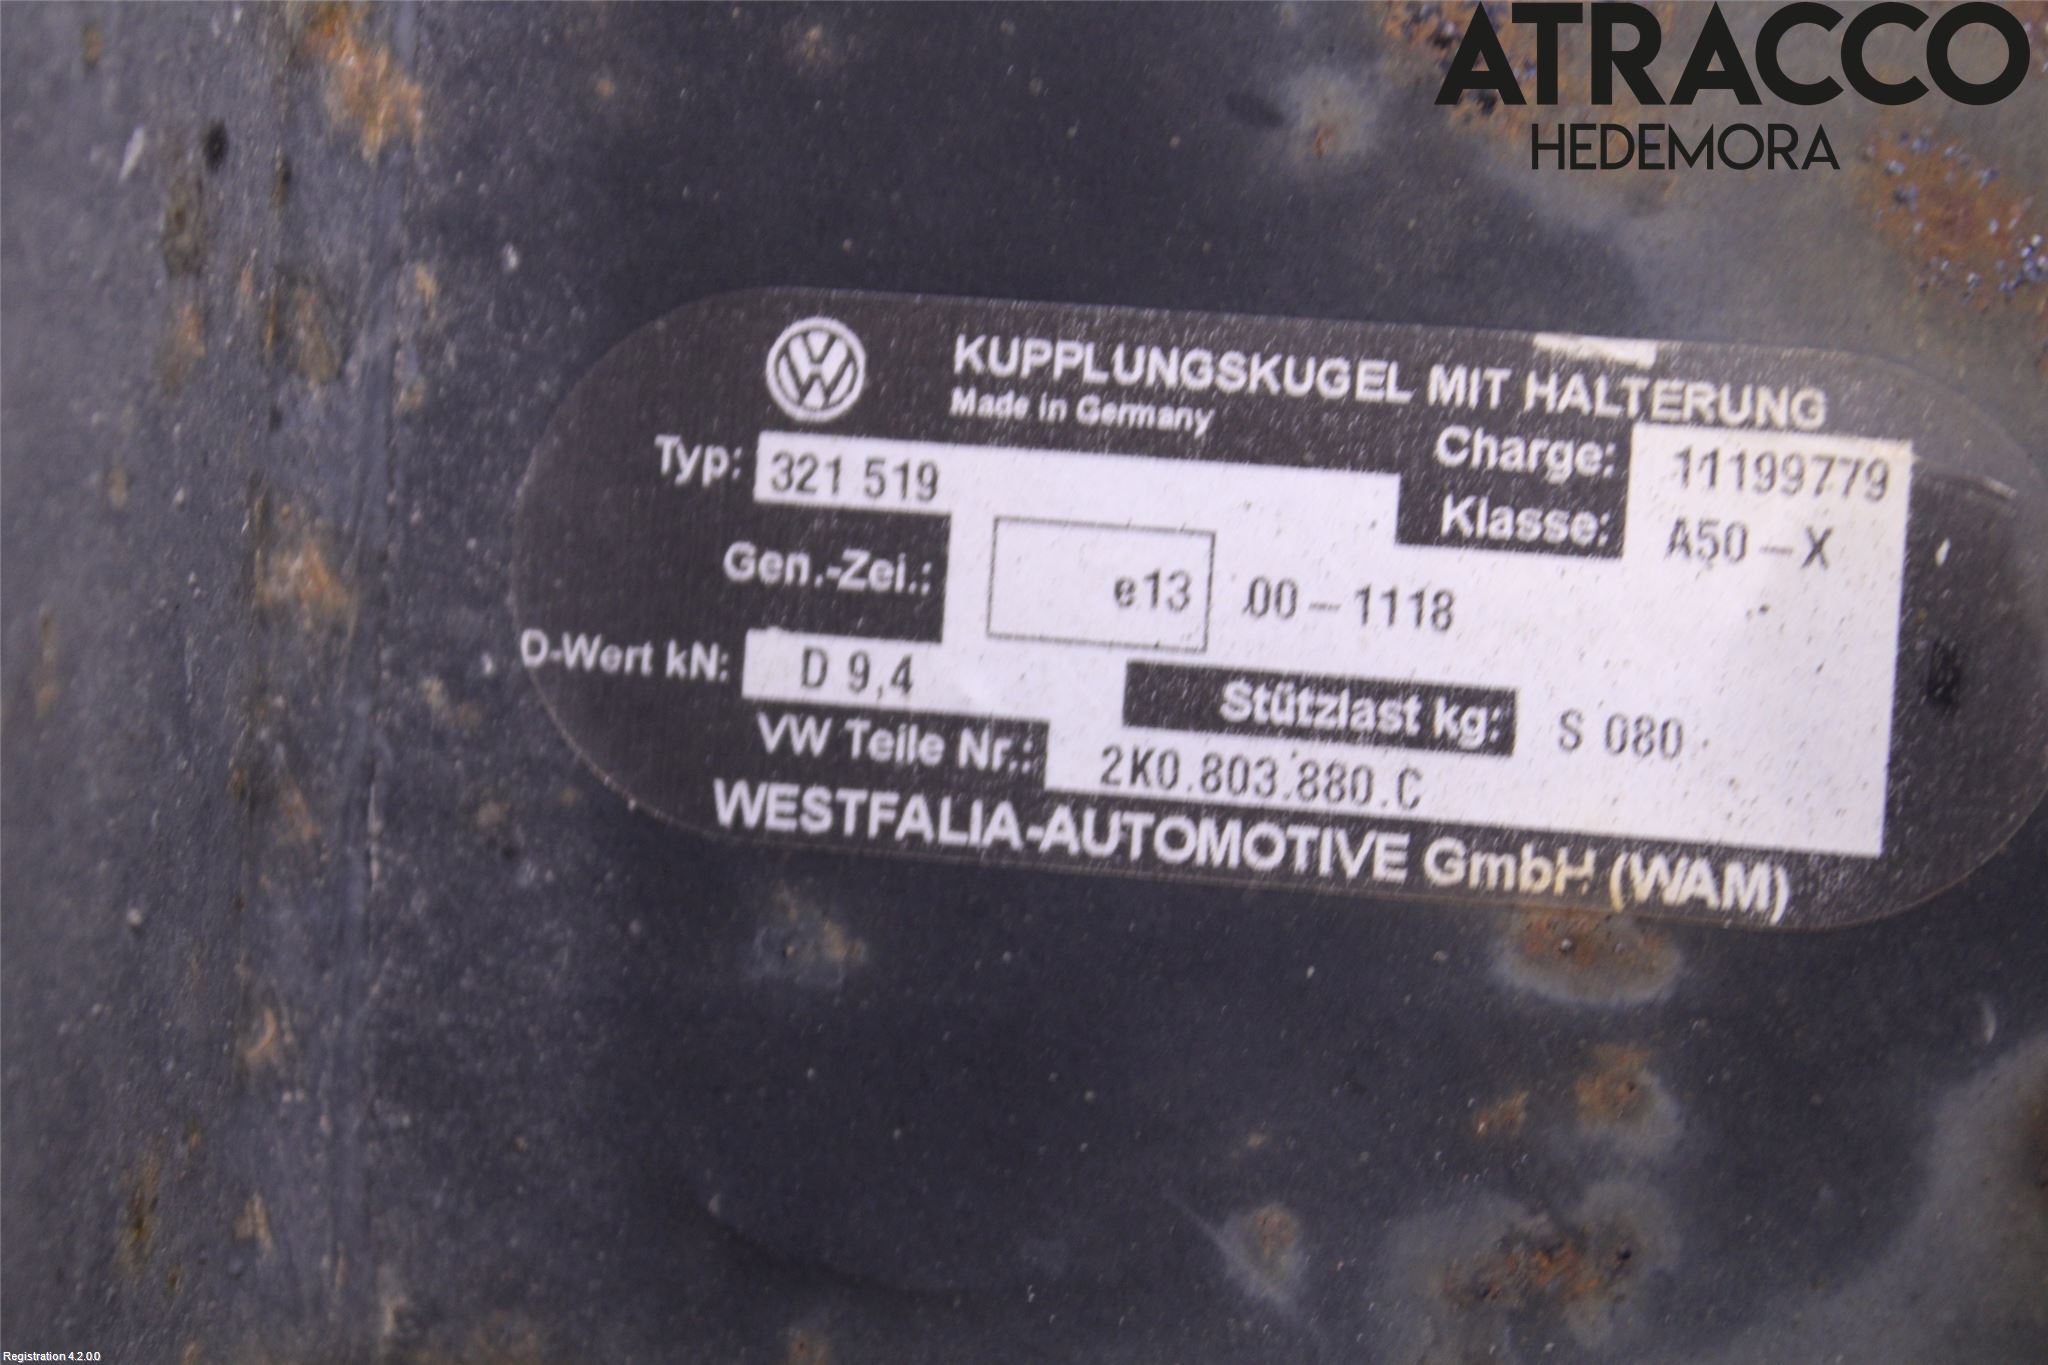 ATRACCO
HEDEMORA
KUPPLUNGSKUGEL MIT HALTERUNG
Made in Germany
Typ: 321 519
Charge: 11199779
Klasse: A50-X
Gen.-Zei.: e13 00-1118
D-Wert kN: D 9,4
Stützlast kg: S 080
VW Teile Nr.: 2K0.803.880.C
WESTFALIA-AUTOMOTIVE GmbH (WAM)
Registration 4.2.0.0